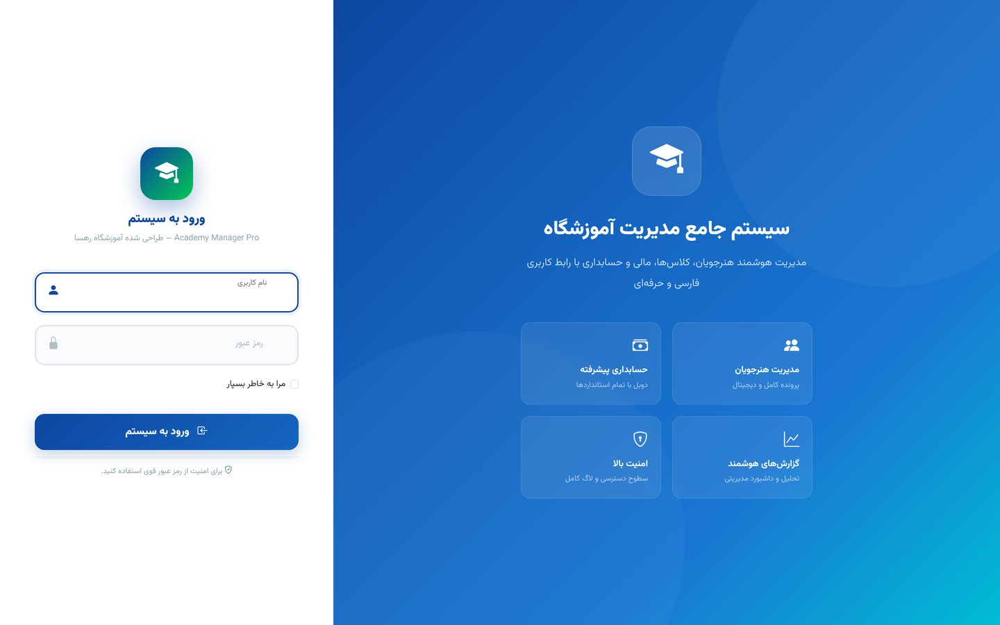 سیستم جامع مدیریت آموزشگاه
مدیریت هوشمند هنرجویان، کلاس‌ها، مالی و حسابداری با رابط کاربری
فارسی و حرفه‌ای
مدیریت هنرجویان
پرونده کامل و دیجیتال
حسابداری پیشرفته
دوبل با تمام استانداردها
گزارش‌های هوشمند
تحلیل و داشبورد مدیریتی
امنیت بالا
سطوح دسترسی و لاگ کامل
ورود به سیستم
Academy Manager Pro — طراحی شده آموزشگاه رهسا
نام کاربری
رمز عبور
مرا به خاطر بسپار
ورود به سیستم
برای امنیت از رمز عبور قوی استفاده کنید.